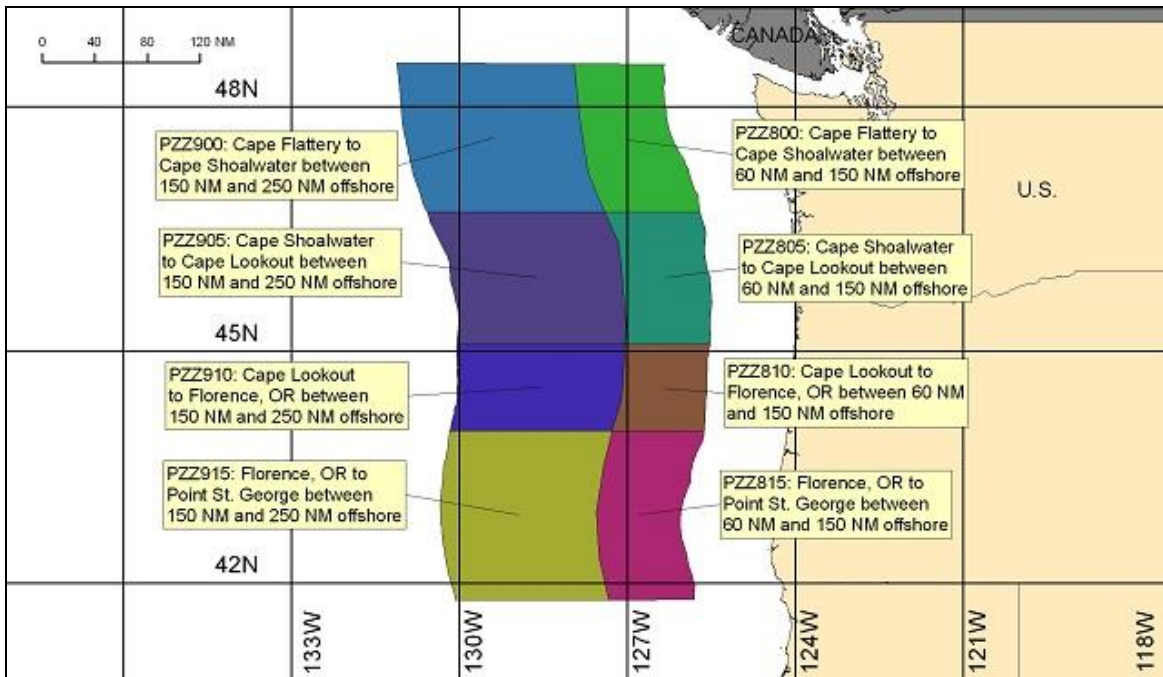 0 40 80 120 NM
CANADA
48N
PZZ900: Cape Flattery to
Cape Shoalwater between
150 NM and 250 NM offshore
PZZ800: Cape Flattery to
Cape Shoalwater between
60 NM and 150 NM offshore
U.S.
PZZ905: Cape Shoalwater
to Cape Lookout between
150 NM and 250 NM offshore
PZZ805: Cape Shoalwater
to Cape Lookout between
60 NM and 150 NM offshore
45N
PZZ910: Cape Lookout
to Florence, OR between
150 NM and 250 NM offshore
PZZ810: Cape Lookout to
Florence, OR between 60 NM
and 150 NM offshore
PZZ915: Florence, OR to
Point St. George between
150 NM and 250 NM offshore
PZZ815: Florence, OR to
Point St. George between
60 NM and 150 NM offshore
42N
133W
130W
127W
124W
121W
118W